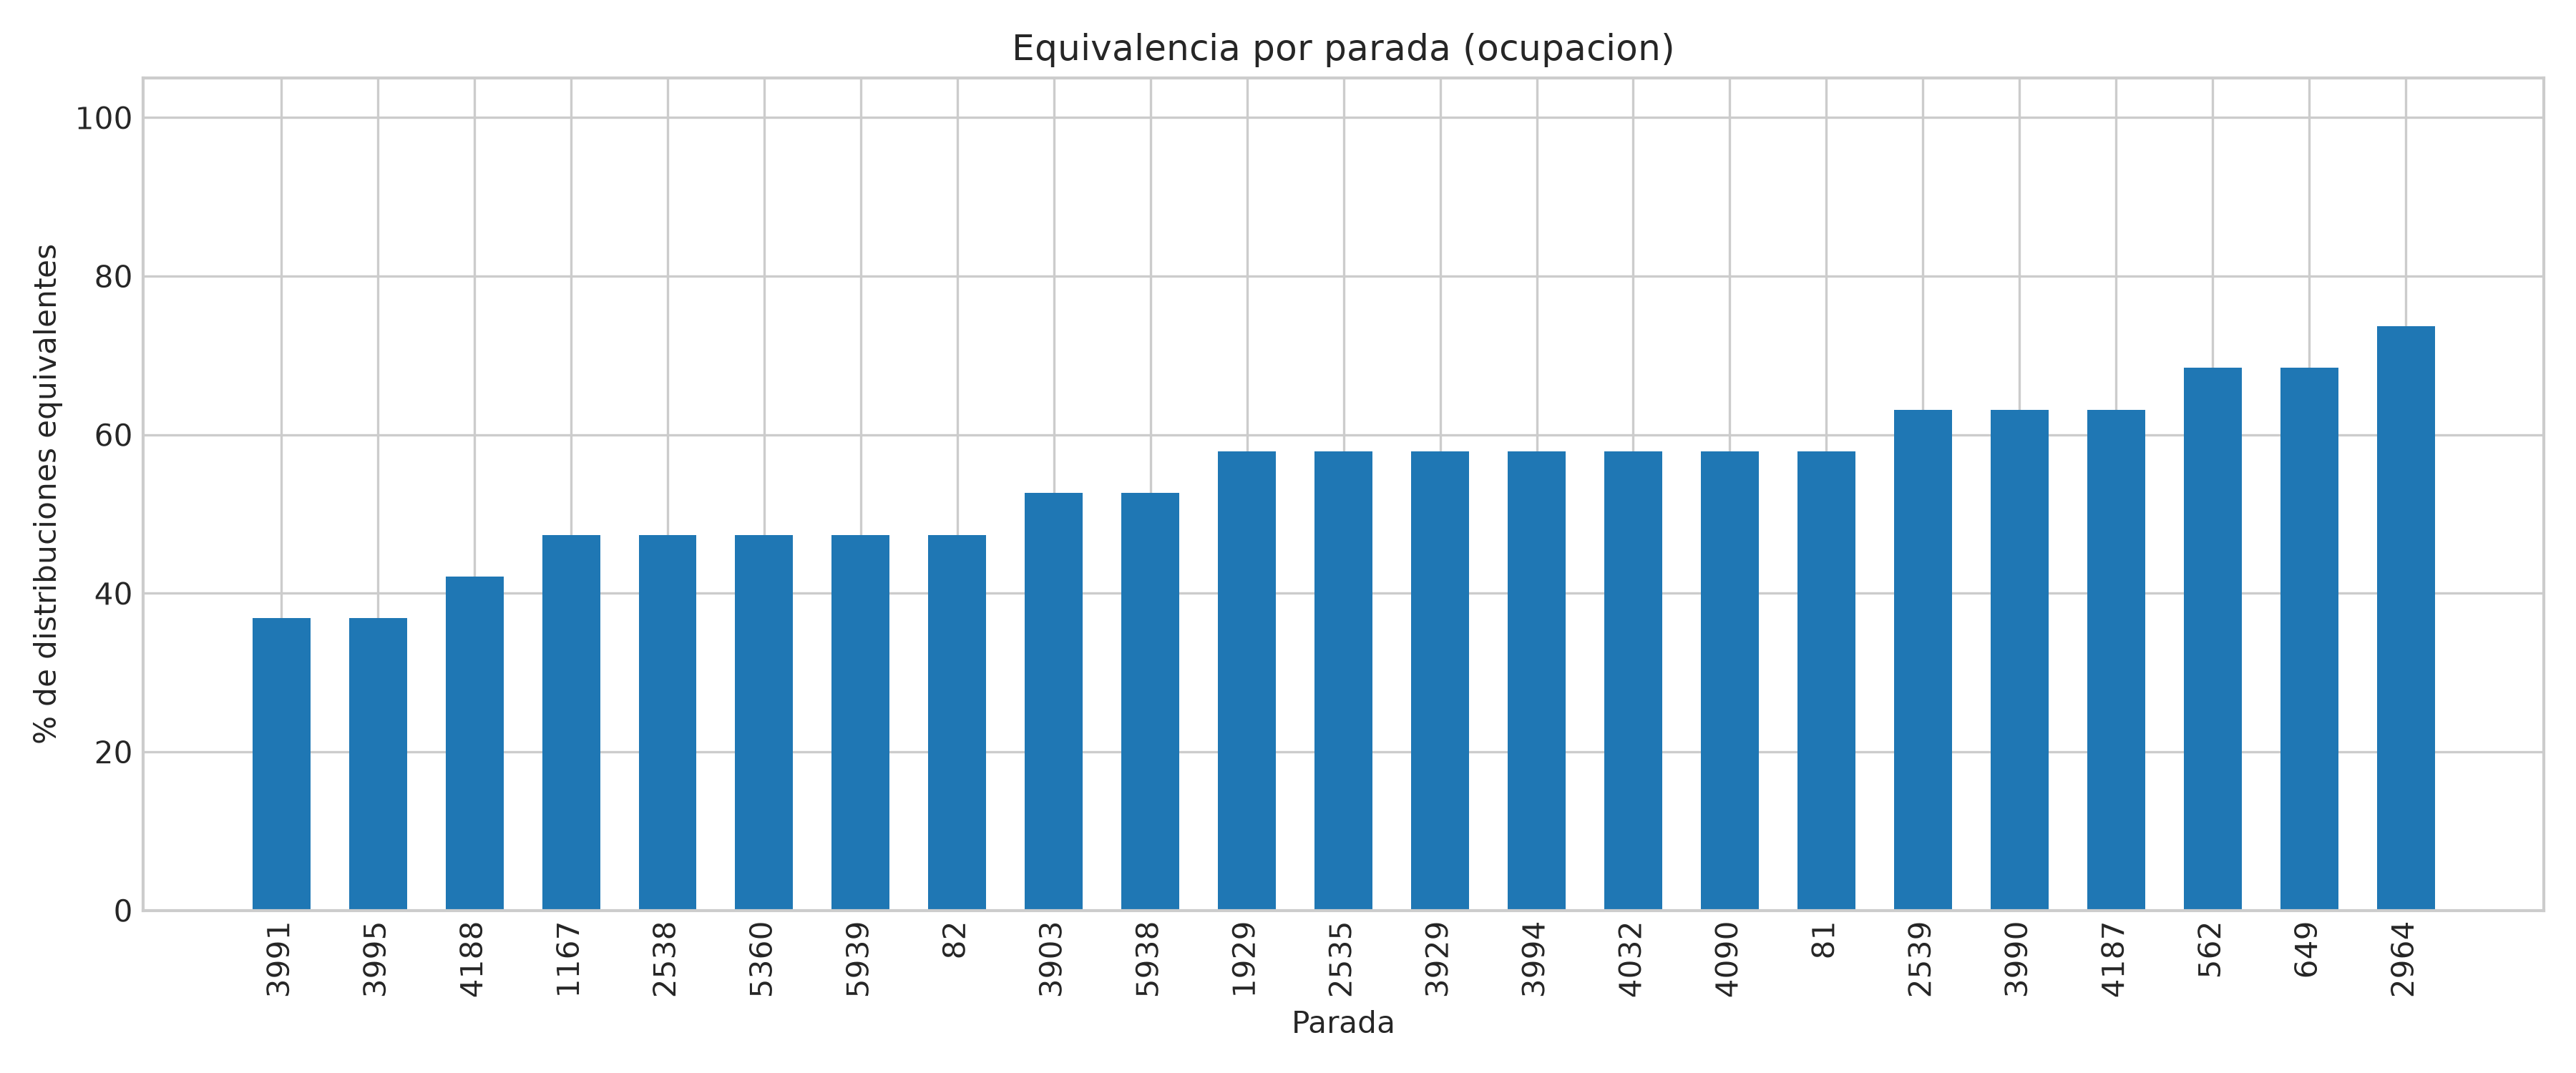 Equivalencia por parada (ocupacion)
% de distribuciones equivalentes
100
80
60
40
20
0
3991 3995 4188 1167 2538 5360 5939 82 3903 5938 1929 2535 3929 3994 4032 4090 81 2539 3990 4187 562 649 2964
Parada